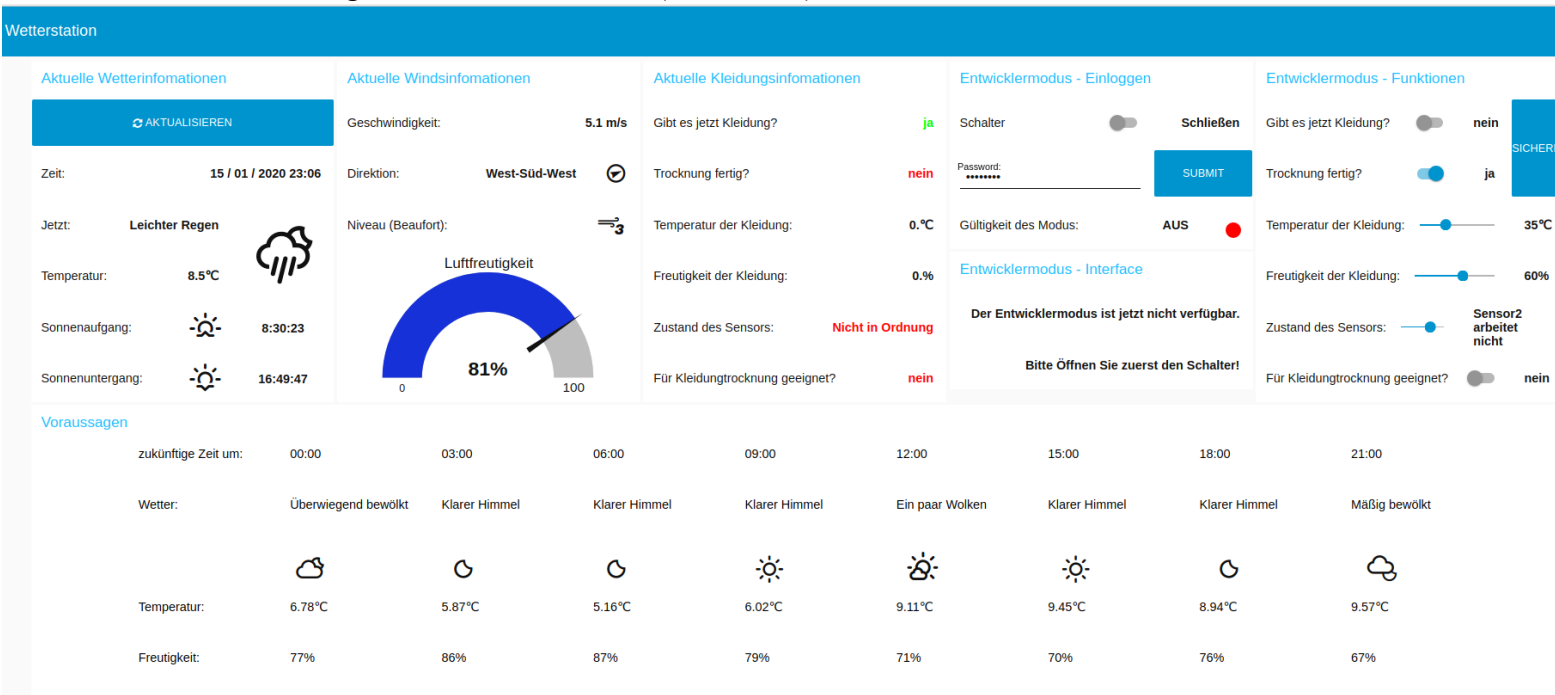 Wetterstation
Aktuelle Wetterinfomationen
AKTUALISIEREN
Zeit: 15 / 01 / 2020 23:06
Jetzt: Leichter Regen
Temperatur: 8.5℃
Sonnenaufgang: 8:30:23
Sonnenuntergang: 16:49:47
Aktuelle Windsinfomationen
Geschwindigkeit: 5.1 m/s
Direktion: West-Süd-West
Niveau (Beaufort): 3
Luftfreutigkeit
81%
0 100
Aktuelle Kleidungsinfomationen
Gibt es jetzt Kleidung? ja
Trocknung fertig? nein
Temperatur der Kleidung: 0.℃
Freutigkeit der Kleidung: 0.%
Zustand des Sensors: Nicht in Ordnung
Für Kleidungtrocknung geeignet? nein
Entwicklermodus - Einloggen
Schalter Schließen
Password:
••••••••
SUBMIT
Gültigkeit des Modus: AUS
Entwicklermodus - Interface
Der Entwicklermodus ist jetzt nicht verfügbar.
Bitte Öffnen Sie zuerst den Schalter!
Entwicklermodus - Funktionen
Gibt es jetzt Kleidung? nein
Trocknung fertig? ja
Temperatur der Kleidung: 35℃
Freutigkeit der Kleidung: 60%
Zustand des Sensors: Sensor2
arbeitet
nicht
Für Kleidungtrocknung geeignet? nein
Voraussagen
zukünftige Zeit um: 00:00 03:00 06:00 09:00 12:00 15:00 18:00 21:00
Wetter: Überwiegend bewölkt Klarer Himmel Klarer Himmel Klarer Himmel Ein paar Wolken Klarer Himmel Klarer Himmel Mäßig bewölkt
Temperatur: 6.78℃ 5.87℃ 5.16℃ 6.02℃ 9.11℃ 9.45℃ 8.94℃ 9.57℃
Freutigkeit: 77% 86% 87% 79% 71% 70% 76% 67%